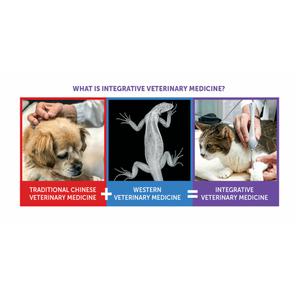 WHAT IS INTEGRATIVE VETERINARY MEDICINE?
TRADITIONAL CHINESE
VETERINARY MEDICINE
+
WESTERN
VETERINARY MEDICINE
=
INTEGRATIVE
VETERINARY MEDICINE